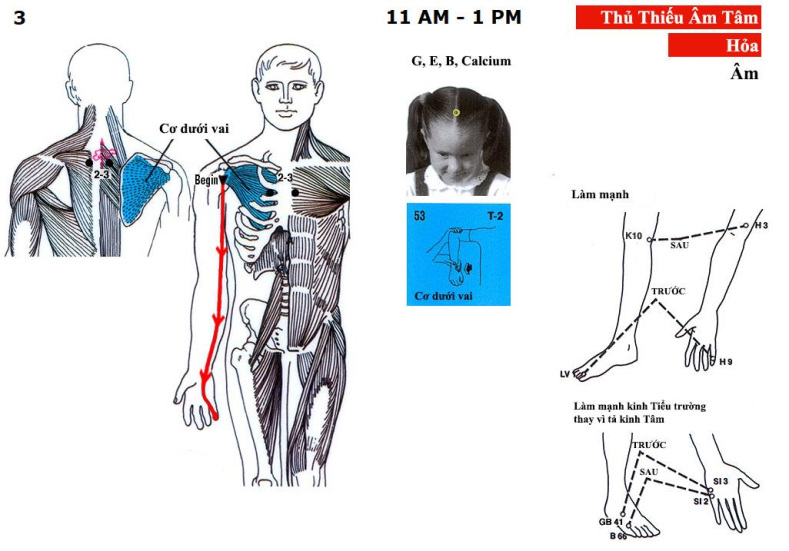 3
11 AM - 1 PM
Thủ Thiếu Âm Tâm
Hỏa
Âm
G, E, B, Calcium
Cơ dưới vai
2-3
Begin
2-3
53 T-2
Cơ dưới vai
Làm mạnh
K10
SAU
H 3
TRƯỚC
LV
H 9
Làm mạnh kinh Tiểu trường
thay vì tả kinh Tâm
TRƯỚC
SAU
SI 3
SI 2
GB 41
B 66